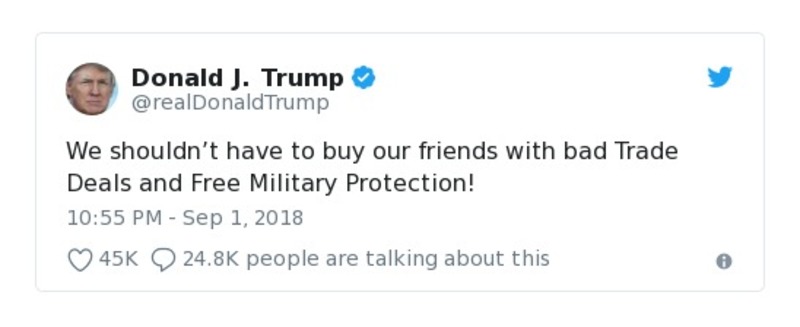 Donald J. Trump
@realDonaldTrump
We shouldn’t have to buy our friends with bad Trade
Deals and Free Military Protection!
10:55 PM - Sep 1, 2018
45K 24.8K people are talking about this